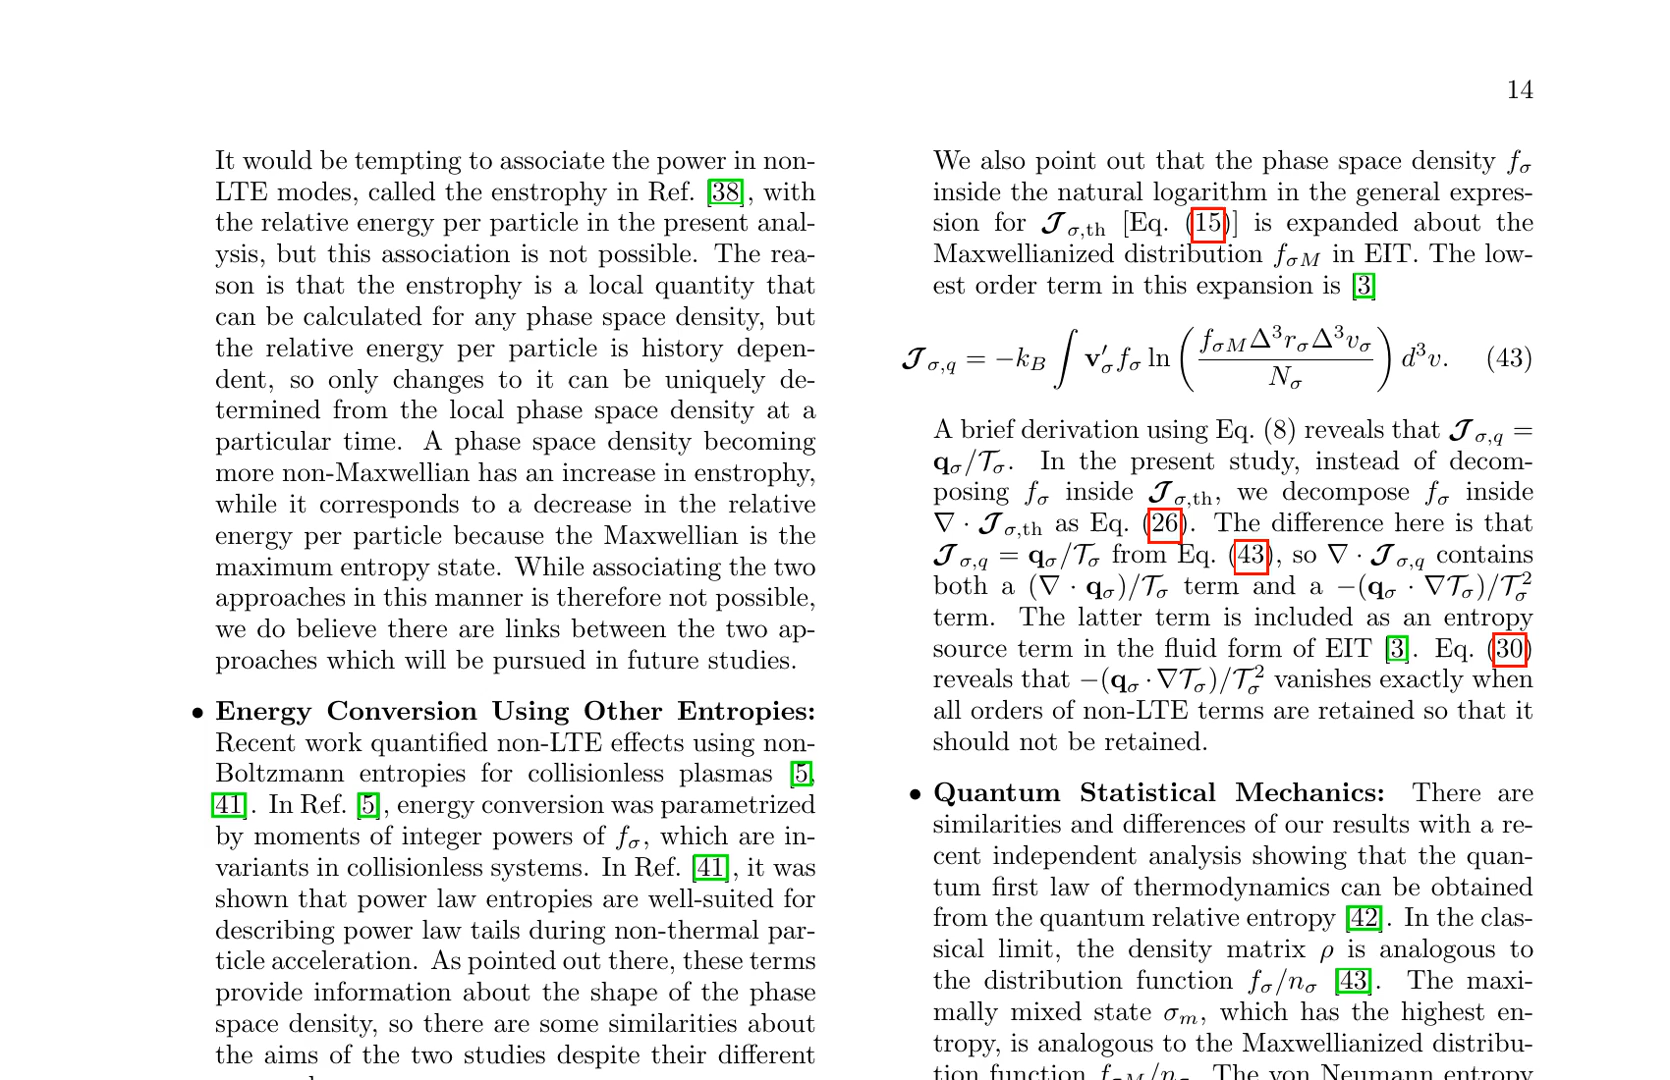 14
It would be tempting to associate the power in non-
LTE modes, called the enstrophy in Ref. [38], with
the relative energy per particle in the present anal-
ysis, but this association is not possible. The rea-
son is that the enstrophy is a local quantity that
can be calculated for any phase space density, but
the relative energy per particle is history depen-
dent, so only changes to it can be uniquely de-
termined from the local phase space density at a
particular time. A phase space density becoming
more non-Maxwellian has an increase in enstrophy,
while it corresponds to a decrease in the relative
energy per particle because the Maxwellian is the
maximum entropy state. While associating the two
approaches in this manner is therefore not possible,
we do believe there are links between the two ap-
proaches which will be pursued in future studies.
• Energy Conversion Using Other Entropies:
Recent work quantified non-LTE effects using non-
Boltzmann entropies for collisionless plasmas [5,
41]. In Ref. [5], energy conversion was parametrized
by moments of integer powers of f_σ, which are in-
variants in collisionless systems. In Ref. [41], it was
shown that power law entropies are well-suited for
describing power law tails during non-thermal par-
ticle acceleration. As pointed out there, these terms
provide information about the shape of the phase
space density, so there are some similarities about
the aims of the two studies despite their different
We also point out that the phase space density f_σ
inside the natural logarithm in the general expres-
sion for 𝓙_σ,th [Eq. (15)] is expanded about the
Maxwellianized distribution f_σM in EIT. The low-
est order term in this expansion is [3]
𝓙_σ,q = −k_B ∫ v′_σ f_σ ln ( f_σM Δ³r_σ Δ³v_σ / N_σ ) d³v. (43)
A brief derivation using Eq. (8) reveals that 𝓙_σ,q =
q_σ/𝒯_σ. In the present study, instead of decom-
posing f_σ inside 𝓙_σ,th, we decompose f_σ inside
∇ · 𝓙_σ,th as Eq. (26). The difference here is that
𝓙_σ,q = q_σ/𝒯_σ from Eq. (43), so ∇ · 𝓙_σ,q contains
both a (∇ · q_σ)/𝒯_σ term and a −(q_σ · ∇𝒯_σ)/𝒯_σ²
term. The latter term is included as an entropy
source term in the fluid form of EIT [3]. Eq. (30)
reveals that −(q_σ · ∇𝒯_σ)/𝒯_σ² vanishes exactly when
all orders of non-LTE terms are retained so that it
should not be retained.
• Quantum Statistical Mechanics: There are
similarities and differences of our results with a re-
cent independent analysis showing that the quan-
tum first law of thermodynamics can be obtained
from the quantum relative entropy [42]. In the clas-
sical limit, the density matrix ρ is analogous to
the distribution function f_σ/n_σ [43]. The maxi-
mally mixed state σ_m, which has the highest en-
tropy, is analogous to the Maxwellianized distribu-
tion function f_σM/n_σ. The von Neumann entropy